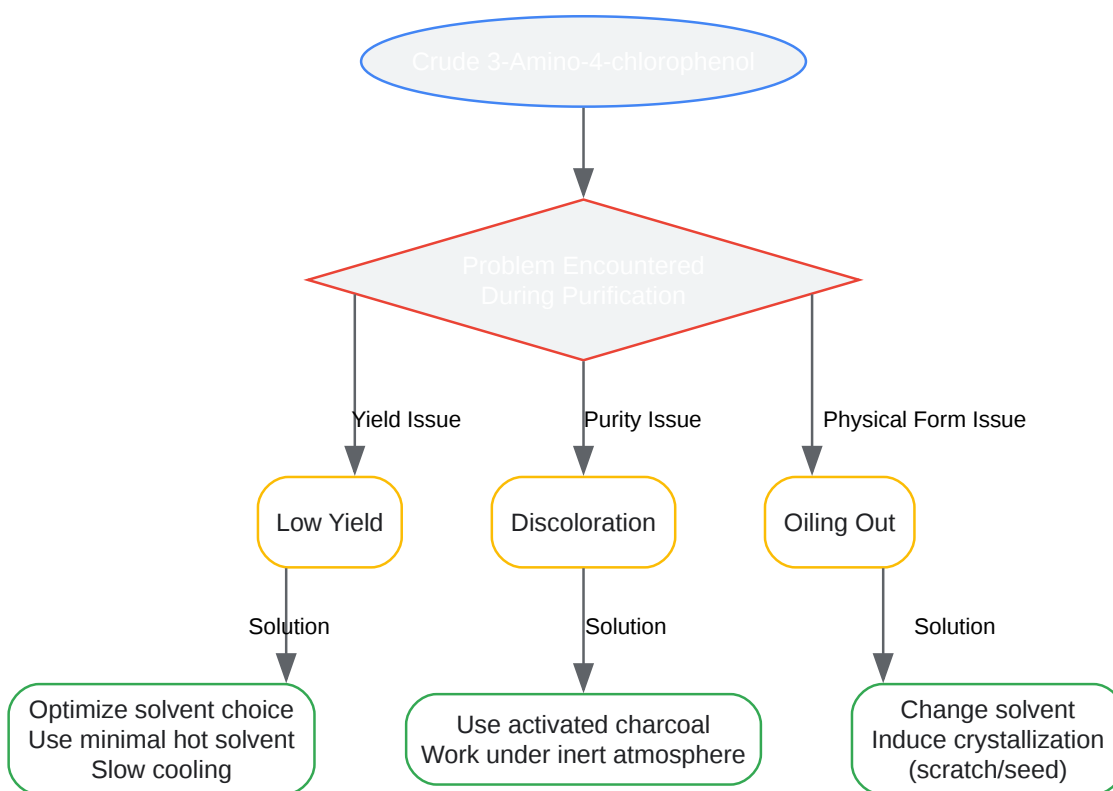 Crude 3-Amino-4-chlorophenol
Problem Encountered
During Purification
Yield Issue
Purity Issue
Physical Form Issue
Low Yield
Discoloration
Oiling Out
Solution
Solution
Solution
Optimize solvent choice
Use minimal hot solvent
Slow cooling
Use activated charcoal
Work under inert atmosphere
Change solvent
Induce crystallization
(scratch/seed)